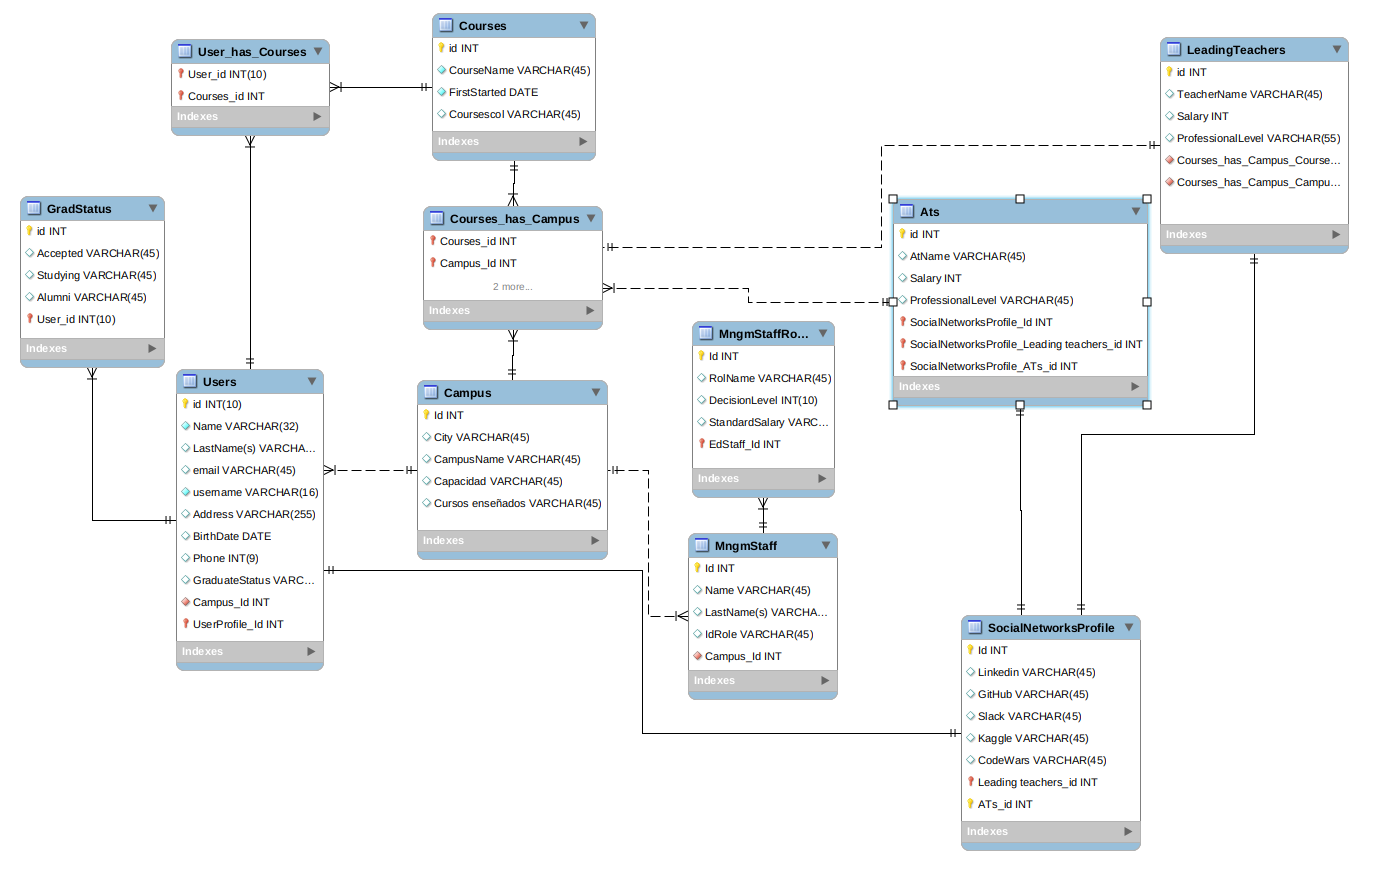 User_has_Courses
User_id INT(10)
Courses_id INT
Indexes
Courses
id INT
CourseName VARCHAR(45)
FirstStarted DATE
Coursescol VARCHAR(45)
Indexes
LeadingTeachers
id INT
TeacherName VARCHAR(45)
Salary INT
ProfessionalLevel VARCHAR(55)
Courses_has_Campus_Course...
Courses_has_Campus_Campu...
Indexes
GradStatus
id INT
Accepted VARCHAR(45)
Studying VARCHAR(45)
Alumni VARCHAR(45)
User_id INT(10)
Indexes
Courses_has_Campus
Courses_id INT
Campus_Id INT
2 more...
Indexes
Ats
id INT
AtName VARCHAR(45)
Salary INT
ProfessionalLevel VARCHAR(45)
SocialNetworksProfile_Id INT
SocialNetworksProfile_Leading teachers_id INT
SocialNetworksProfile_ATs_id INT
Indexes
MngmStaffRo...
Id INT
RolName VARCHAR(45)
DecisionLevel INT(10)
StandardSalary VARC...
EdStaff_Id INT
Indexes
Users
id INT(10)
Name VARCHAR(32)
LastName(s) VARCHA...
email VARCHAR(45)
username VARCHAR(16)
Address VARCHAR(255)
BirthDate DATE
Phone INT(9)
GraduateStatus VARC...
Campus_Id INT
UserProfile_Id INT
Indexes
Campus
Id INT
City VARCHAR(45)
CampusName VARCHAR(45)
Capacidad VARCHAR(45)
Cursos enseñados VARCHAR(45)
Indexes
MngmStaff
Id INT
Name VARCHAR(45)
LastName(s) VARCHA...
IdRole VARCHAR(45)
Campus_Id INT
Indexes
SocialNetworksProfile
Id INT
Linkedin VARCHAR(45)
GitHub VARCHAR(45)
Slack VARCHAR(45)
Kaggle VARCHAR(45)
CodeWars VARCHAR(45)
Leading teachers_id INT
ATs_id INT
Indexes